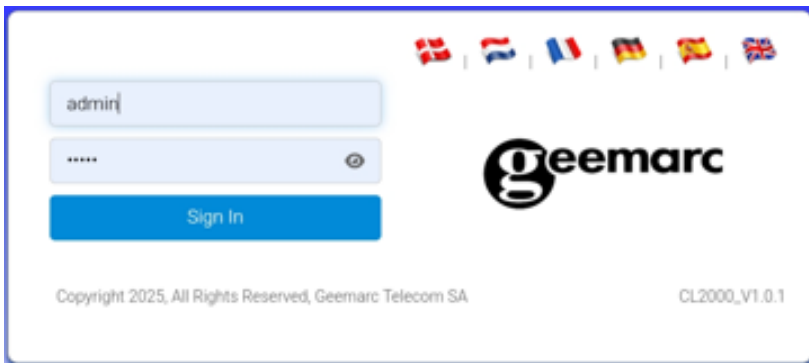 admin
•••••
geemarc
Sign In
Copyright 2025, All Rights Reserved, Geemarc Telecom SA
CL2000_V1.0.1